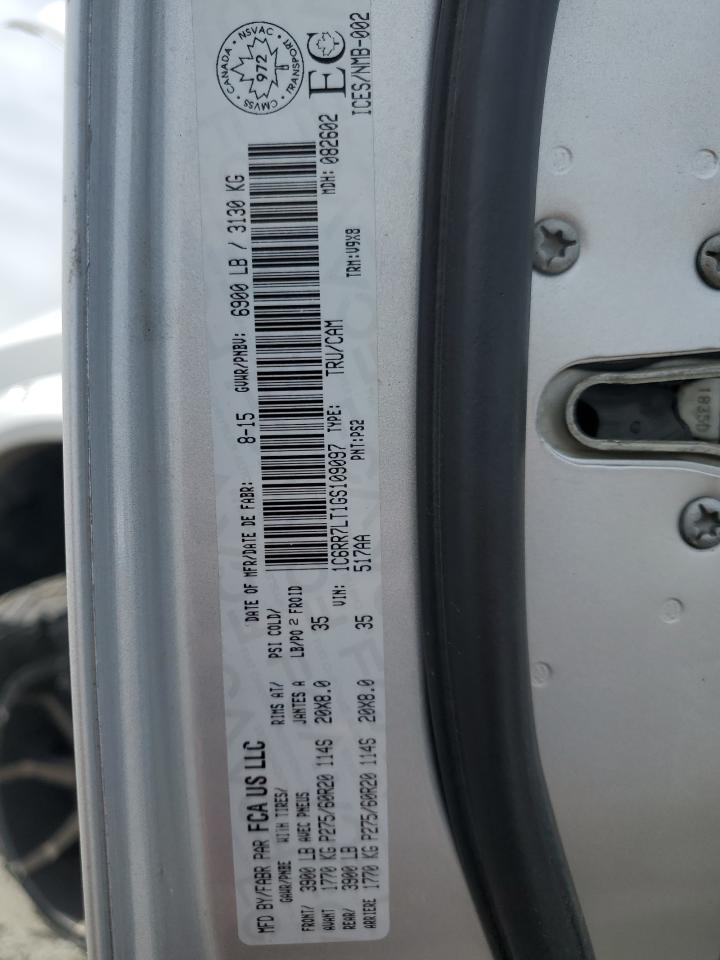 MFD BY/FABR PAR FCA US LLC
DATE OF MFR/DATE DE FABR: 8-15 GVWR/PNBV: 6900 LB / 3130 KG
GAWR/PNBE WITH TIRES/ RIMS AT/ PSI COLD/
AVEC PNEUS JANTES A LB/PO2 FROID
FRONT/ 3900 LB
AVANT 1770 KG P275/60R20 114S 20X8.0 35
REAR/ 3900 LB
ARRIERE 1770 KG P275/60R20 114S 20X8.0 35
VIN: 1C6RR7LT1GS109097 TYPE: TRU/CAM MDH: 082602
517AA PNT:PS2 TRM:V9X8
CANADA • NSVAC • TRANSPORT • CMVSS
972
EC
ICES/NMB-002
18350